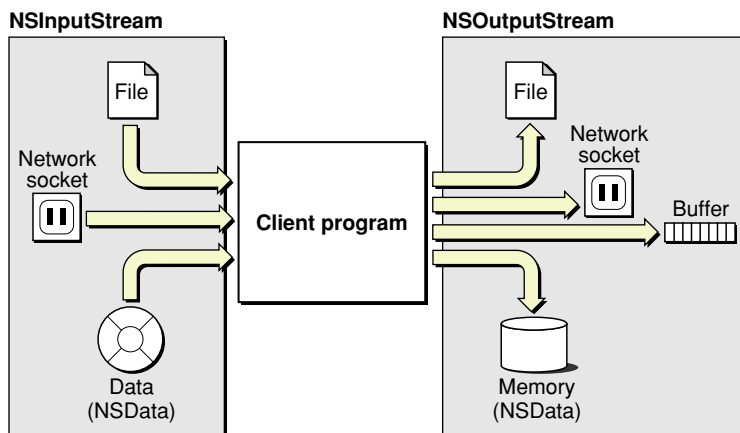 NSInputStream
File
Network
socket
Data
(NSData)
Client program
NSOutputStream
File
Network
socket
Buffer
Memory
(NSData)